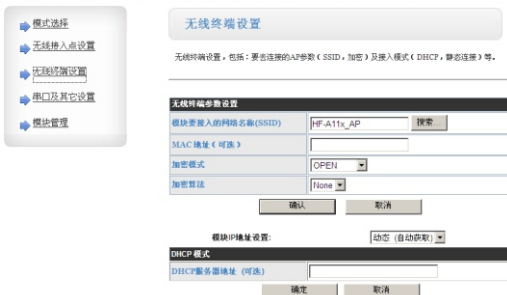 模式选择
无线接入点设置
无线终端设置
串口及其它设置
模块管理
无线终端设置
无线终端设置，包括：要去连接的AP参数（SSID，加密）及接入模式（DHCP，静态连接）等。
无线终端参数设置
模块要接入的网络名称(SSID) HF-A11x_AP 搜索...
MAC 地址（可选）
加密模式 OPEN
加密算法 None
确认 取消
模块IP地址设置: 动态（自动获取）
DHCP 模式
DHCP服务器地址（可选）
确定 取消